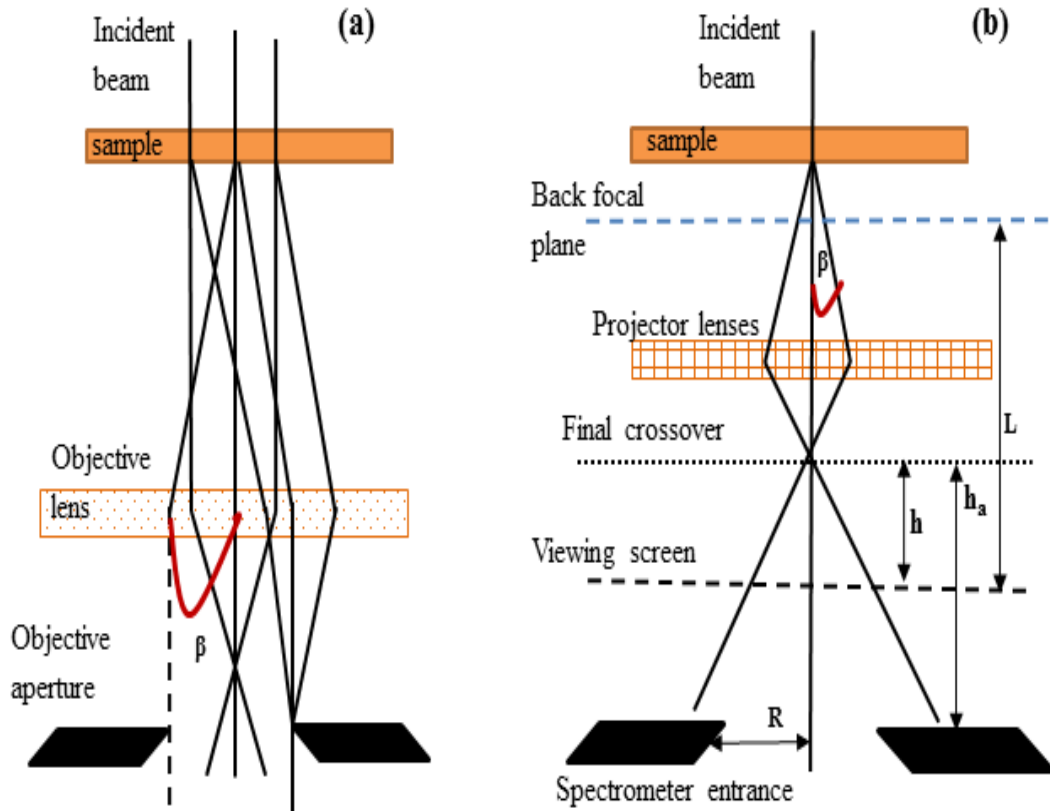 (a)
Incident
beam
sample
Objective
lens
β
Objective
aperture
(b)
Incident
beam
sample
Back focal
plane
β
Projector lenses
Final crossover
L
h
hₐ
Viewing screen
R
Spectrometer entrance